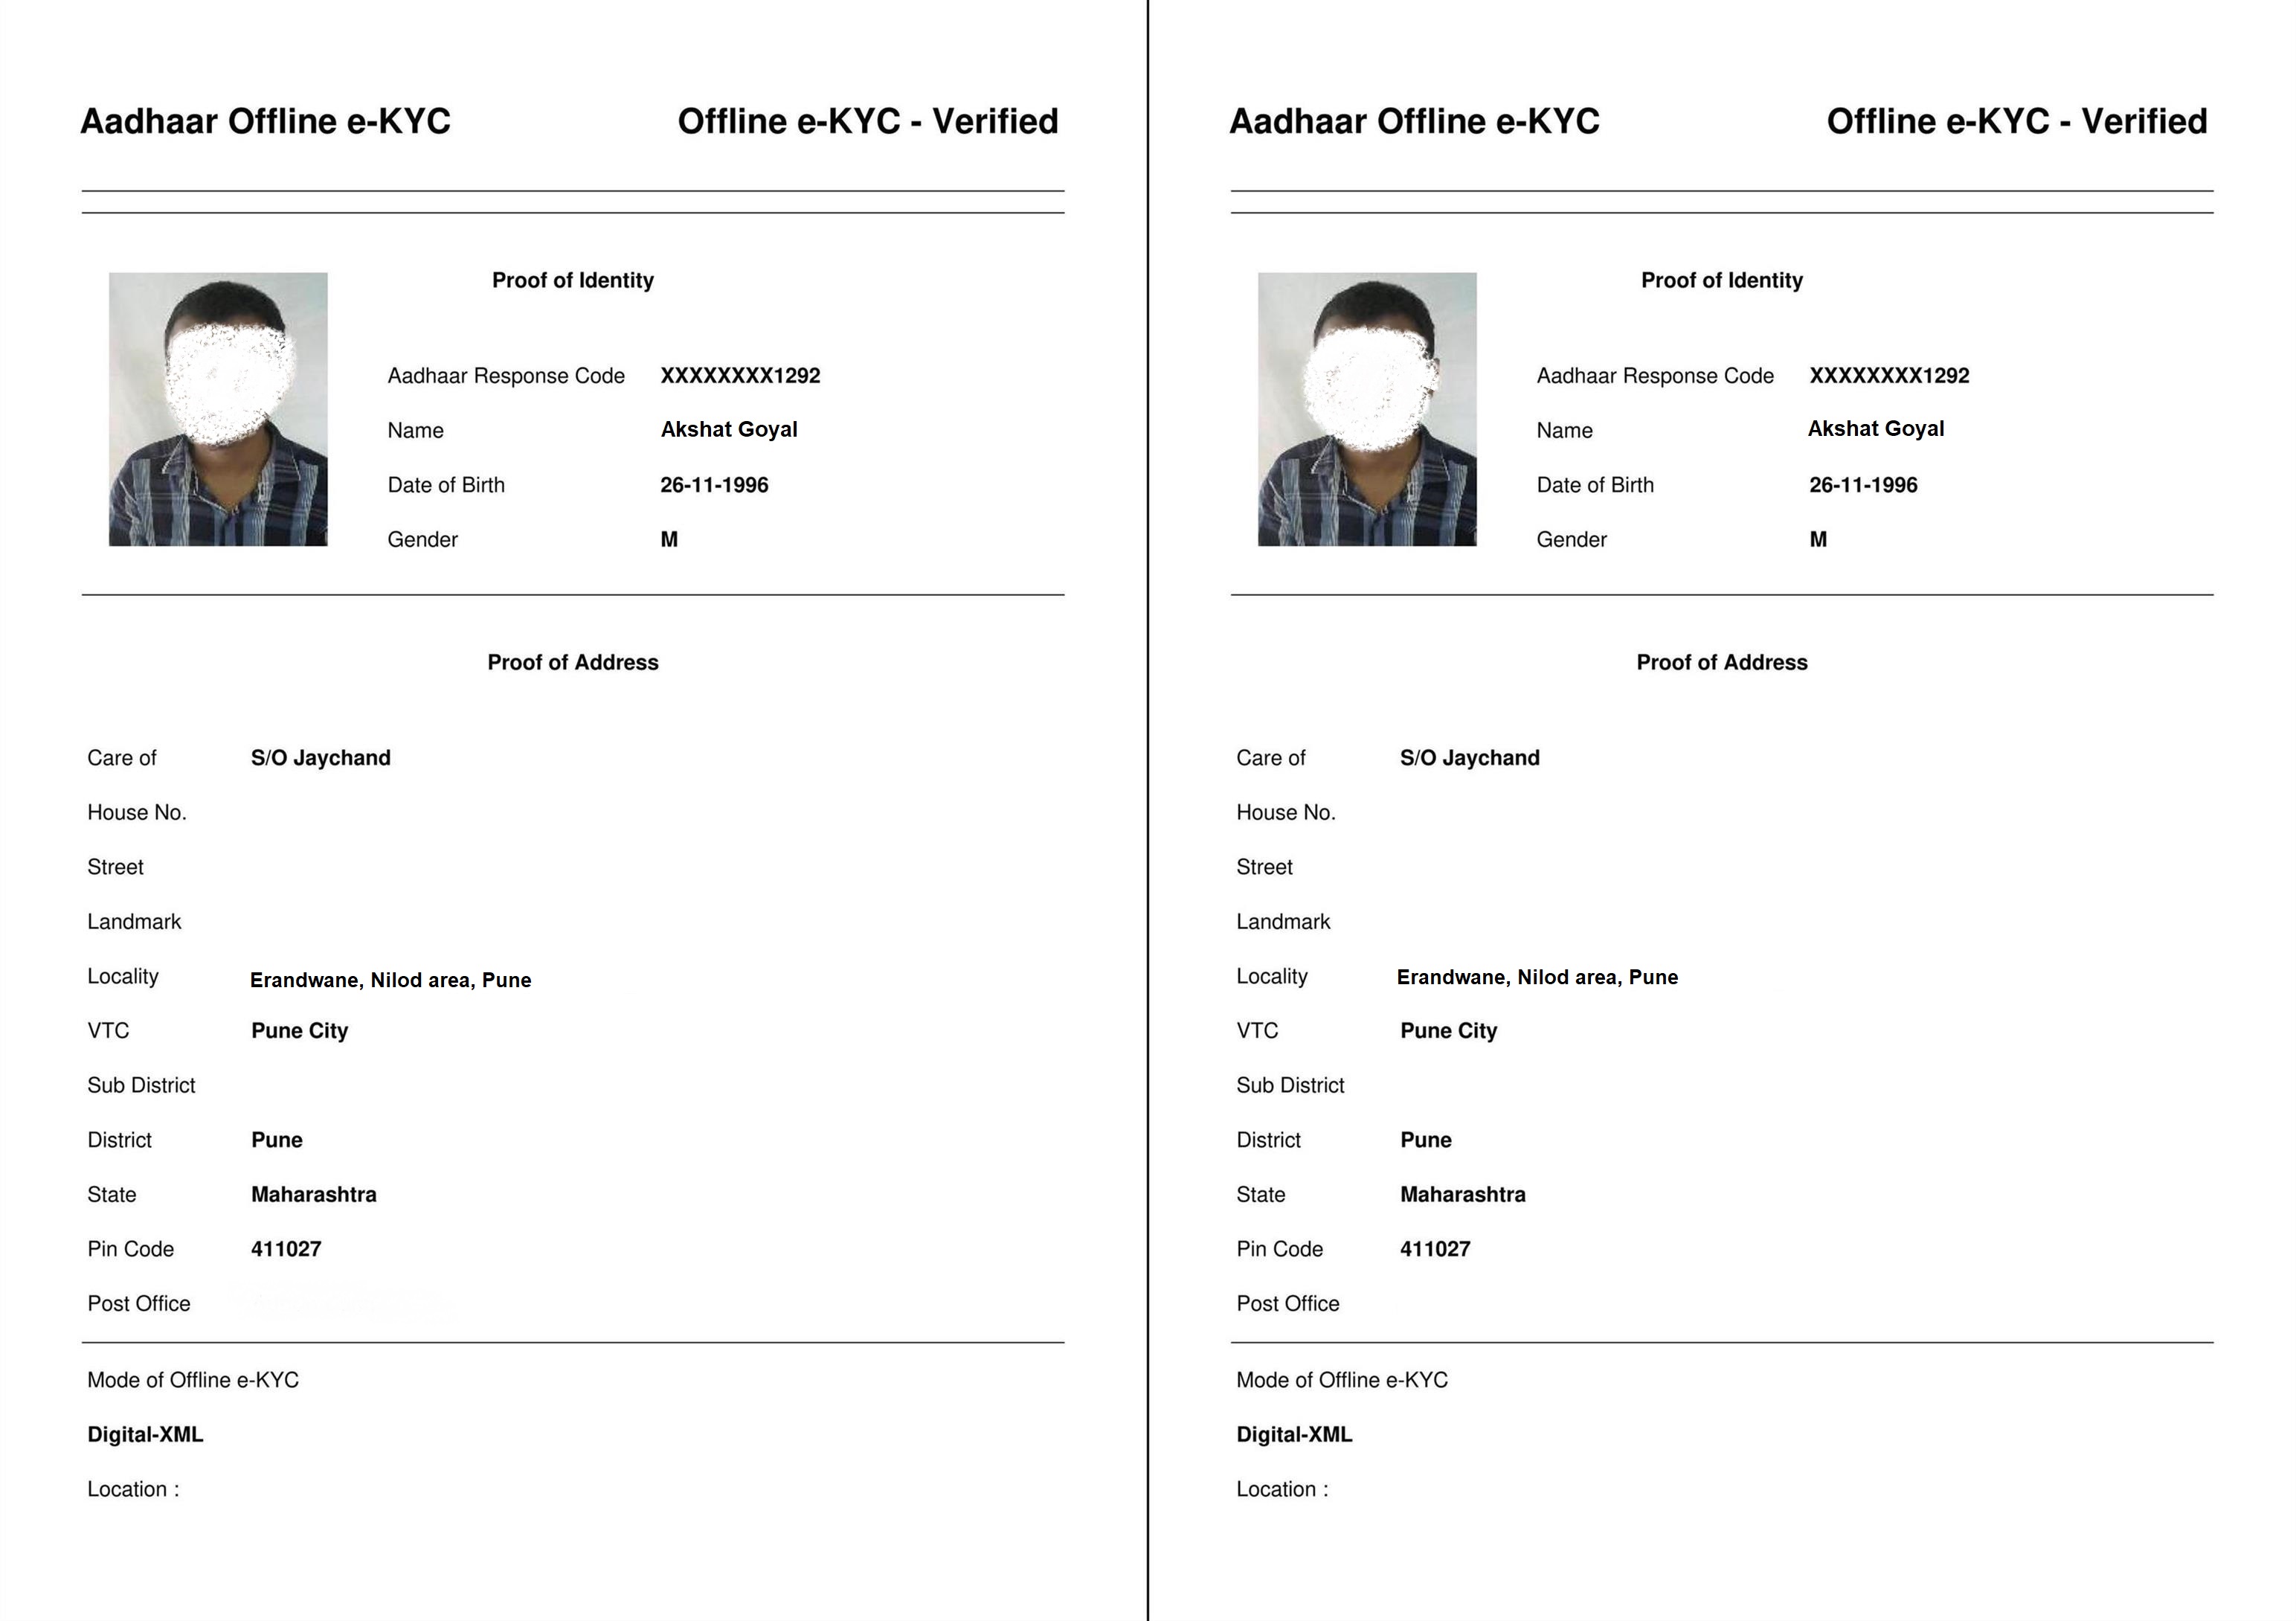 Aadhaar Offline e-KYC Offline e-KYC - Verified
Proof of Identity
Aadhaar Response Code XXXXXXXX1292
Name Akshat Goyal
Date of Birth 26-11-1996
Gender M
Proof of Address
Care of S/O Jaychand
House No.
Street
Landmark
Locality Erandwane, Nilod area, Pune
VTC Pune City
Sub District
District Pune
State Maharashtra
Pin Code 411027
Post Office
Mode of Offline e-KYC
Digital-XML
Location :
Aadhaar Offline e-KYC Offline e-KYC - Verified
Proof of Identity
Aadhaar Response Code XXXXXXXX1292
Name Akshat Goyal
Date of Birth 26-11-1996
Gender M
Proof of Address
Care of S/O Jaychand
House No.
Street
Landmark
Locality Erandwane, Nilod area, Pune
VTC Pune City
Sub District
District Pune
State Maharashtra
Pin Code 411027
Post Office
Mode of Offline e-KYC
Digital-XML
Location :